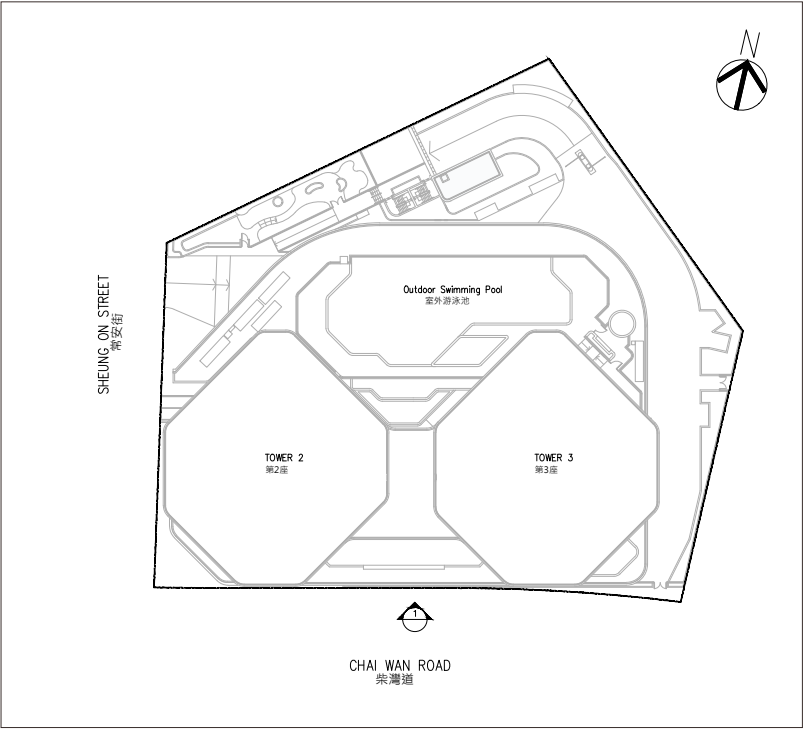 N
Outdoor Swimming Pool
室外游泳池
SHEUNG ON STREET
常安街
TOWER 2
第2座
TOWER 3
第3座
1
CHAI WAN ROAD
柴灣道